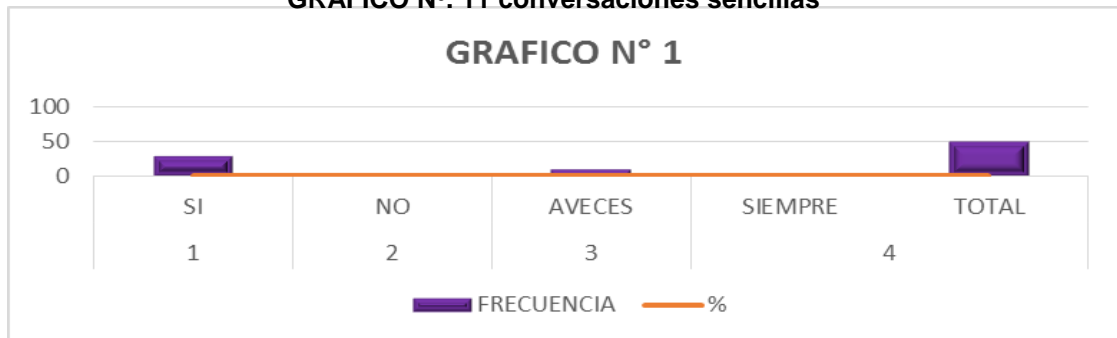 GRAFICO Nº. 11 conversaciones sencillas
GRAFICO N° 1
100
50
0
SI NO AVECES SIEMPRE TOTAL
1 2 3 4
FRECUENCIA %